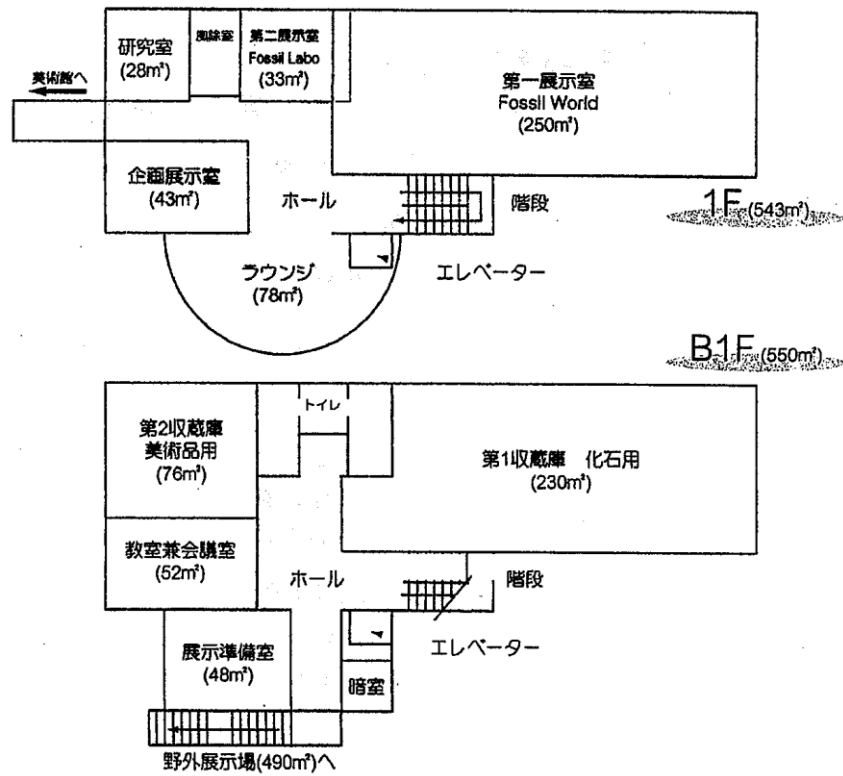 研究室
(28㎡)
風除室
第二展示室
Fossil Labo
(33㎡)
第一展示室
Fossil World
(250㎡)
美術館へ
企画展示室
(43㎡)
ホール
階段
1F(543㎡)
ラウンジ
(78㎡)
エレベーター
B1F(550㎡)
トイレ
第2収蔵庫
美術品用
(76㎡)
第1収蔵庫 化石用
(230㎡)
教室兼会議室
(52㎡)
ホール
階段
展示準備室
(48㎡)
エレベーター
暗室
野外展示場(490㎡)へ